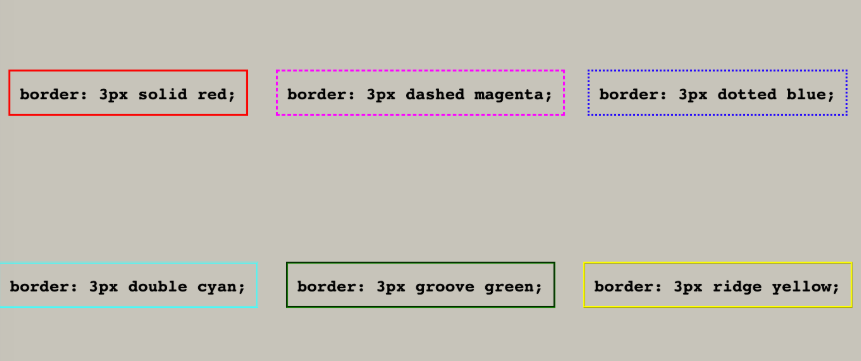 border: 3px solid red;
border: 3px dashed magenta;
border: 3px dotted blue;
border: 3px double cyan;
border: 3px groove green;
border: 3px ridge yellow;